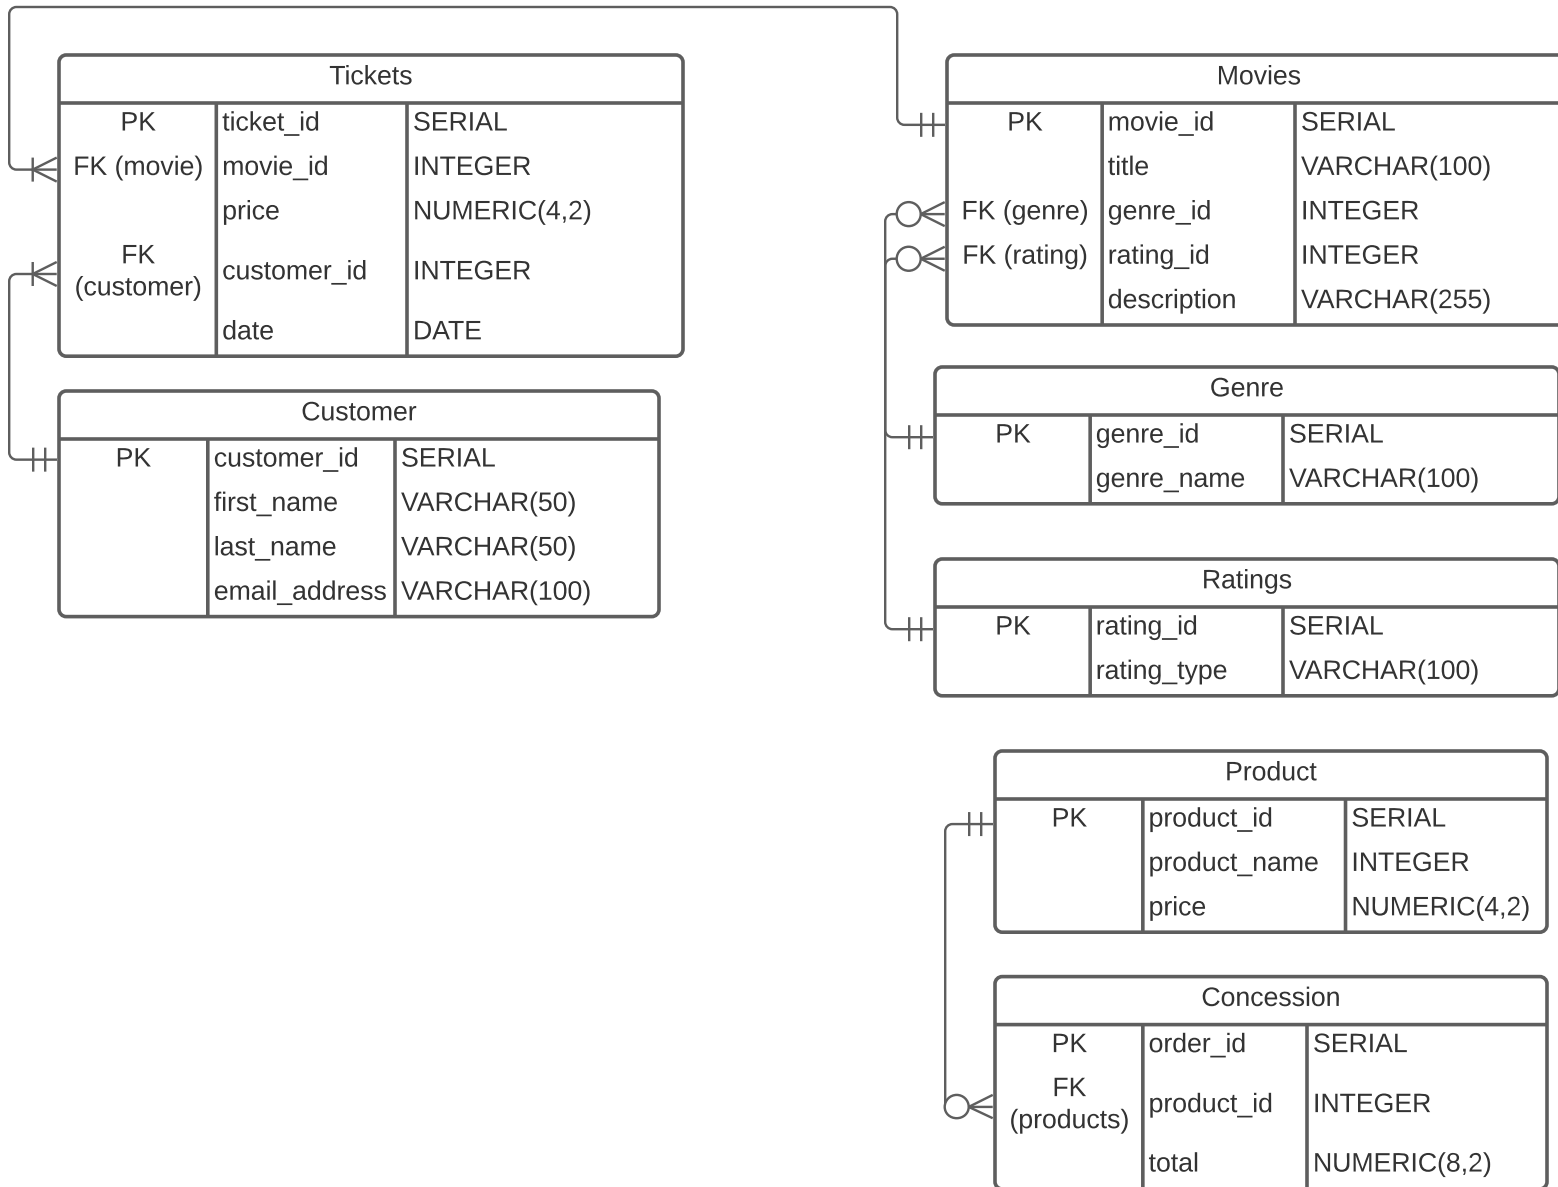 Tickets
PK ticket_id SERIAL
FK (movie) movie_id INTEGER
price NUMERIC(4,2)
FK
(customer) customer_id INTEGER
date DATE
Customer
PK customer_id SERIAL
first_name VARCHAR(50)
last_name VARCHAR(50)
email_address VARCHAR(100)
Movies
PK movie_id SERIAL
title VARCHAR(100)
FK (genre) genre_id INTEGER
FK (rating) rating_id INTEGER
description VARCHAR(255)
Genre
PK genre_id SERIAL
genre_name VARCHAR(100)
Ratings
PK rating_id SERIAL
rating_type VARCHAR(100)
Product
PK product_id SERIAL
product_name INTEGER
price NUMERIC(4,2)
Concession
PK order_id SERIAL
FK
(products) product_id INTEGER
total NUMERIC(8,2)